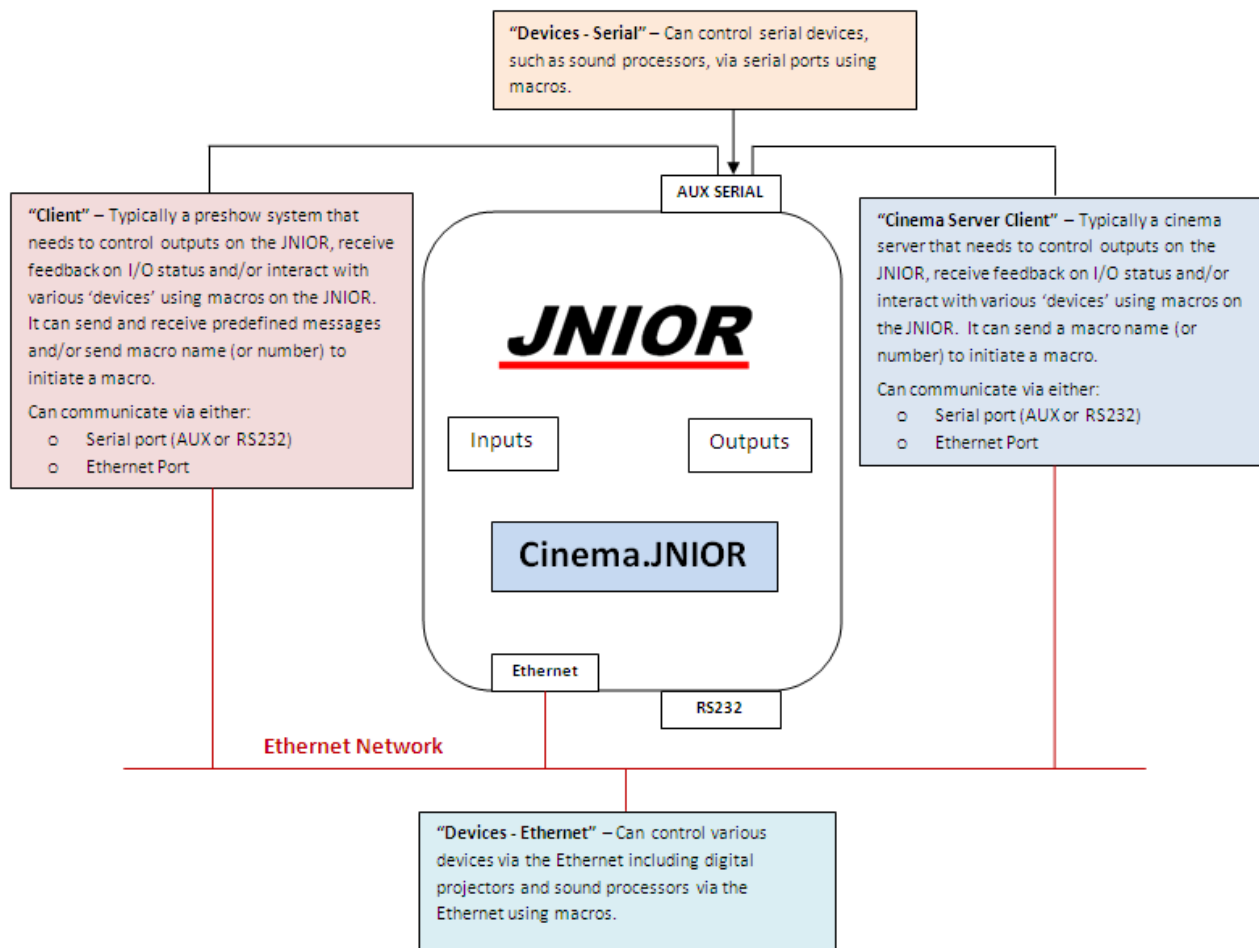 “Devices - Serial” – Can control serial devices,
such as sound processors, via serial ports using
macros.
AUX SERIAL
“Client” – Typically a preshow system that
needs to control outputs on the JNIOR, receive
feedback on I/O status and/or interact with
various ‘devices’ using macros on the JNIOR.
It can send and receive predefined messages
and/or send macro name (or number) to
initiate a macro.
Can communicate via either:
o Serial port (AUX or RS232)
o Ethernet Port
“Cinema Server Client” – Typically a cinema
server that needs to control outputs on the
JNIOR, receive feedback on I/O status and/or
interact with various ‘devices’ using macros on
the JNIOR. It can send a macro name (or
number) to initiate a macro.
Can communicate via either:
o Serial port (AUX or RS232)
o Ethernet Port
JNIOR
Inputs
Outputs
Cinema.JNIOR
Ethernet
RS232
Ethernet Network
“Devices - Ethernet” – Can control various
devices via the Ethernet including digital
projectors and sound processors via the
Ethernet using macros.